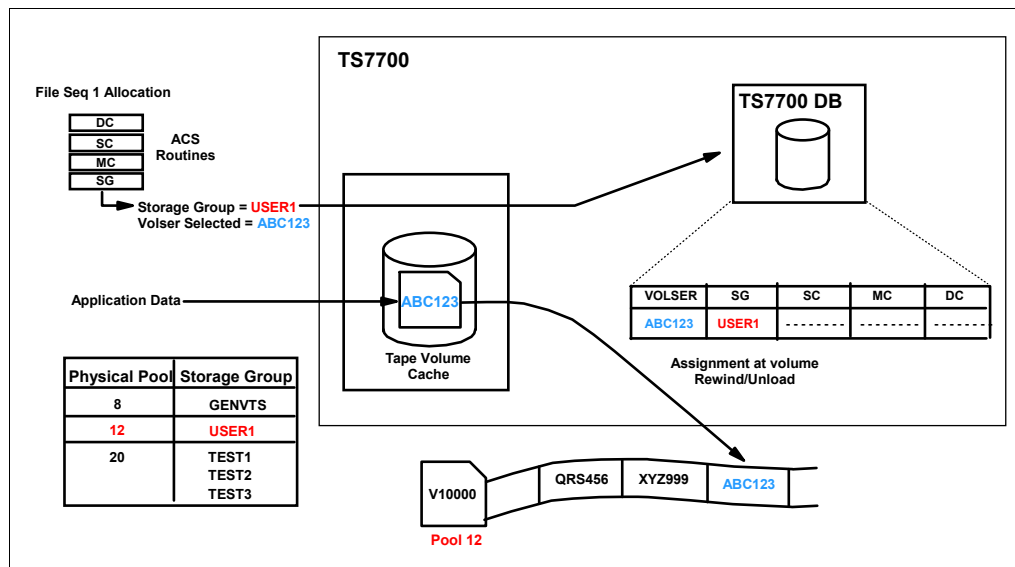 TS7700
File Seq 1 Allocation
DC
SC
MC
SG
ACS
Routines
Storage Group = USER1
Volser Selected = ABC123
TS7700 DB
Application Data
ABC123
Tape Volume
Cache
VOLSER SG SC MC DC
ABC123 USER1 -------- -------- --------
Assignment at volume
Rewind/Unload
Physical Pool Storage Group
8 GENVTS
12 USER1
20 TEST1
TEST2
TEST3
V10000
QRS456 XYZ999 ABC123
Pool 12